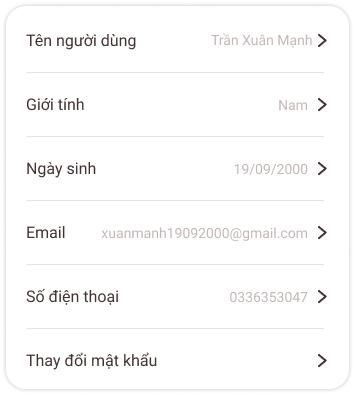 Tên người dùng Trần Xuân Mạnh
Giới tính Nam
Ngày sinh 19/09/2000
Email xuanmanh19092000@gmail.com
Số điện thoại 0336353047
Thay đổi mật khẩu